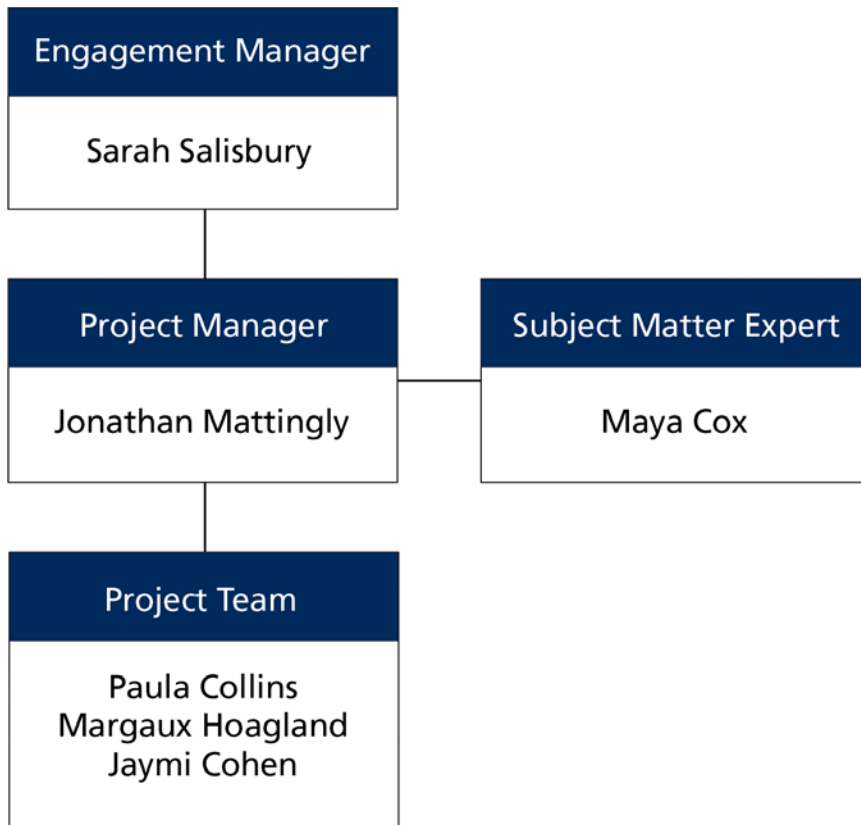 Engagement Manager
Sarah Salisbury
Project Manager
Jonathan Mattingly
Subject Matter Expert
Maya Cox
Project Team
Paula Collins
Margaux Hoagland
Jaymi Cohen